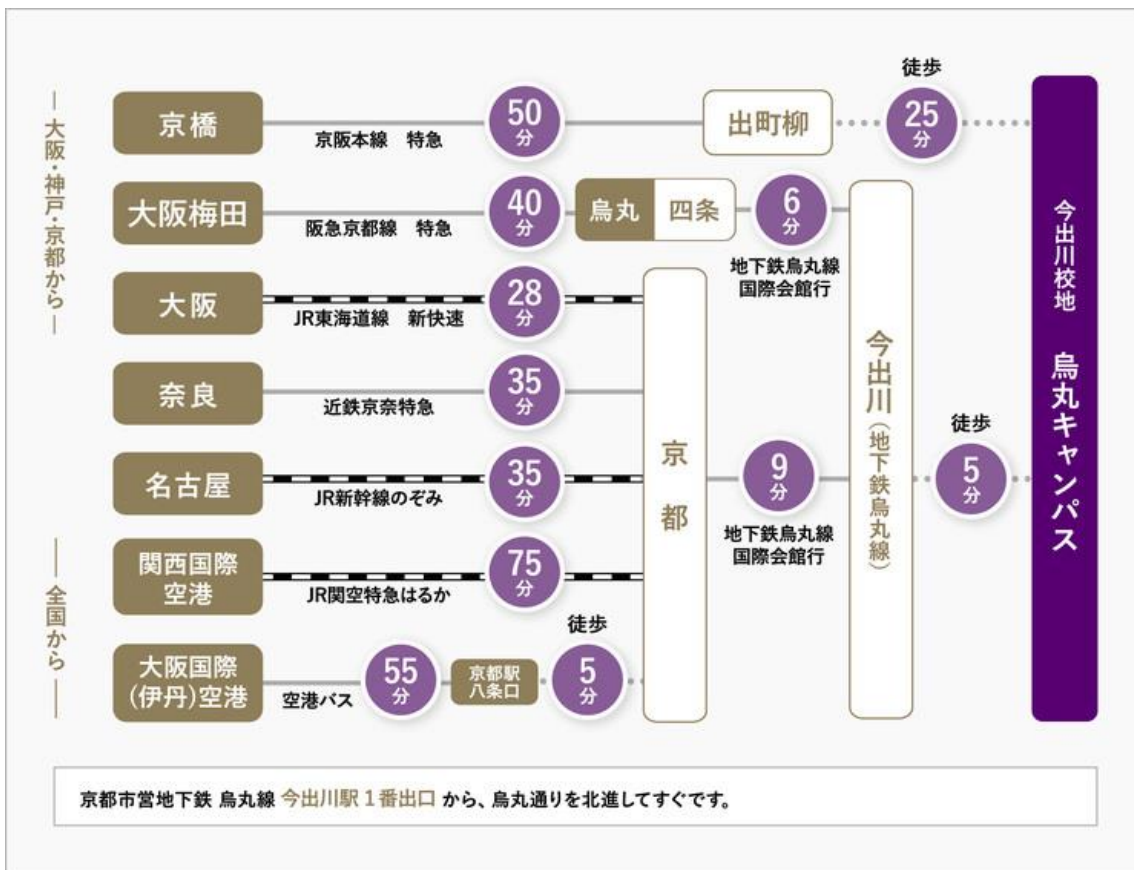 大阪・神戸・京都から
京橋
京阪本線 特急
50分
出町柳
徒歩
25分
大阪梅田
阪急京都線 特急
40分
烏丸
四条
6分
地下鉄烏丸線
国際会館行
大阪
JR東海道線 新快速
28分
奈良
近鉄京奈特急
35分
名古屋
JR新幹線のぞみ
35分
全国から
関西国際
空港
JR関空特急はるか
75分
大阪国際
(伊丹)空港
空港バス
55分
京都駅
八条口
徒歩
5分
京都
9分
地下鉄烏丸線
国際会館行
今出川(地下鉄烏丸線)
徒歩
5分
今出川校地 烏丸キャンパス
京都市営地下鉄 烏丸線 今出川駅1番出口 から、烏丸通りを北進してすぐです。